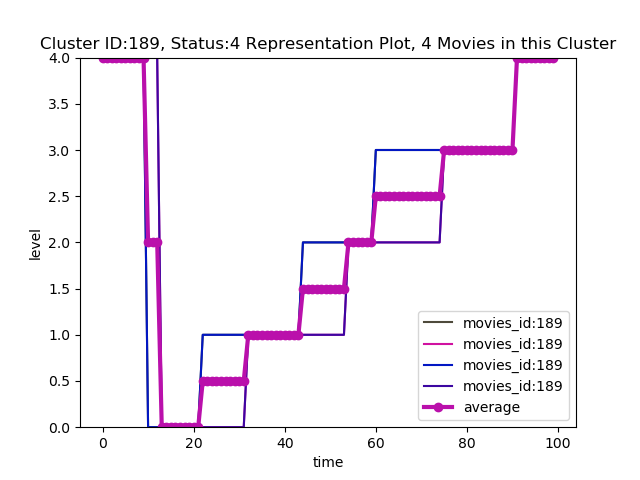 Cluster ID:189, Status:4 Representation Plot, 4 Movies in this Cluster
4.0
3.5
3.0
2.5
2.0
1.5
1.0
0.5
0.0
level
0
20
40
60
80
100
time
movies_id:189
movies_id:189
movies_id:189
movies_id:189
average